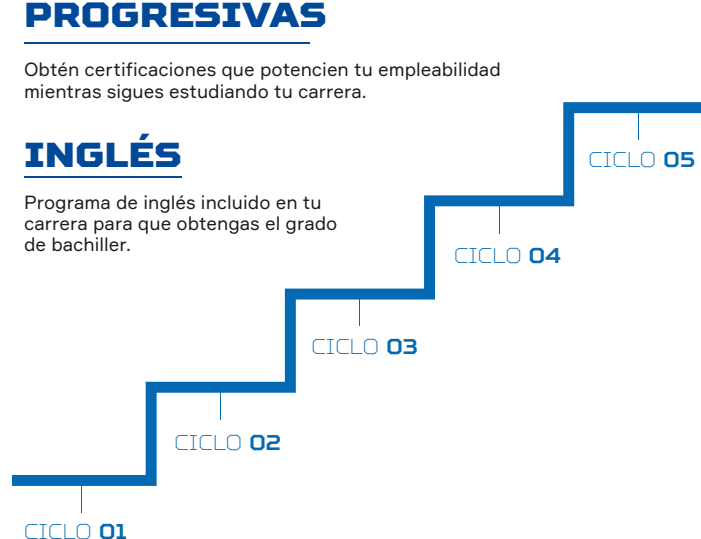 PROGRESIVAS
Obtén certificaciones que potencien tu empleabilidad
mientras sigues estudiando tu carrera.
INGLÉS
Programa de inglés incluido en tu
carrera para que obtengas el grado
de bachiller.
CICLO 05
CICLO 04
CICLO 03
CICLO 02
CICLO 01